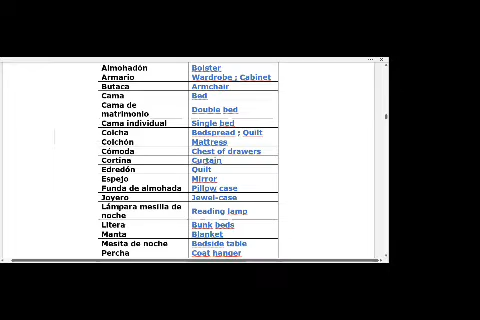 Almohadón Bolster
Armario Wardrobe ; Cabinet
Butaca Armchair
Cama Bed
Cama de matrimonio Double bed
Cama individual Single bed
Colcha Bedspread ; Quilt
Colchón Mattress
Cómoda Chest of drawers
Cortina Curtain
Edredón Quilt
Espejo Mirror
Funda de almohada Pillow case
Joyero Jewel-case
Lámpara mesilla de noche Reading lamp
Litera Bunk beds
Manta Blanket
Mesita de noche Bedside table
Percha Coat hanger